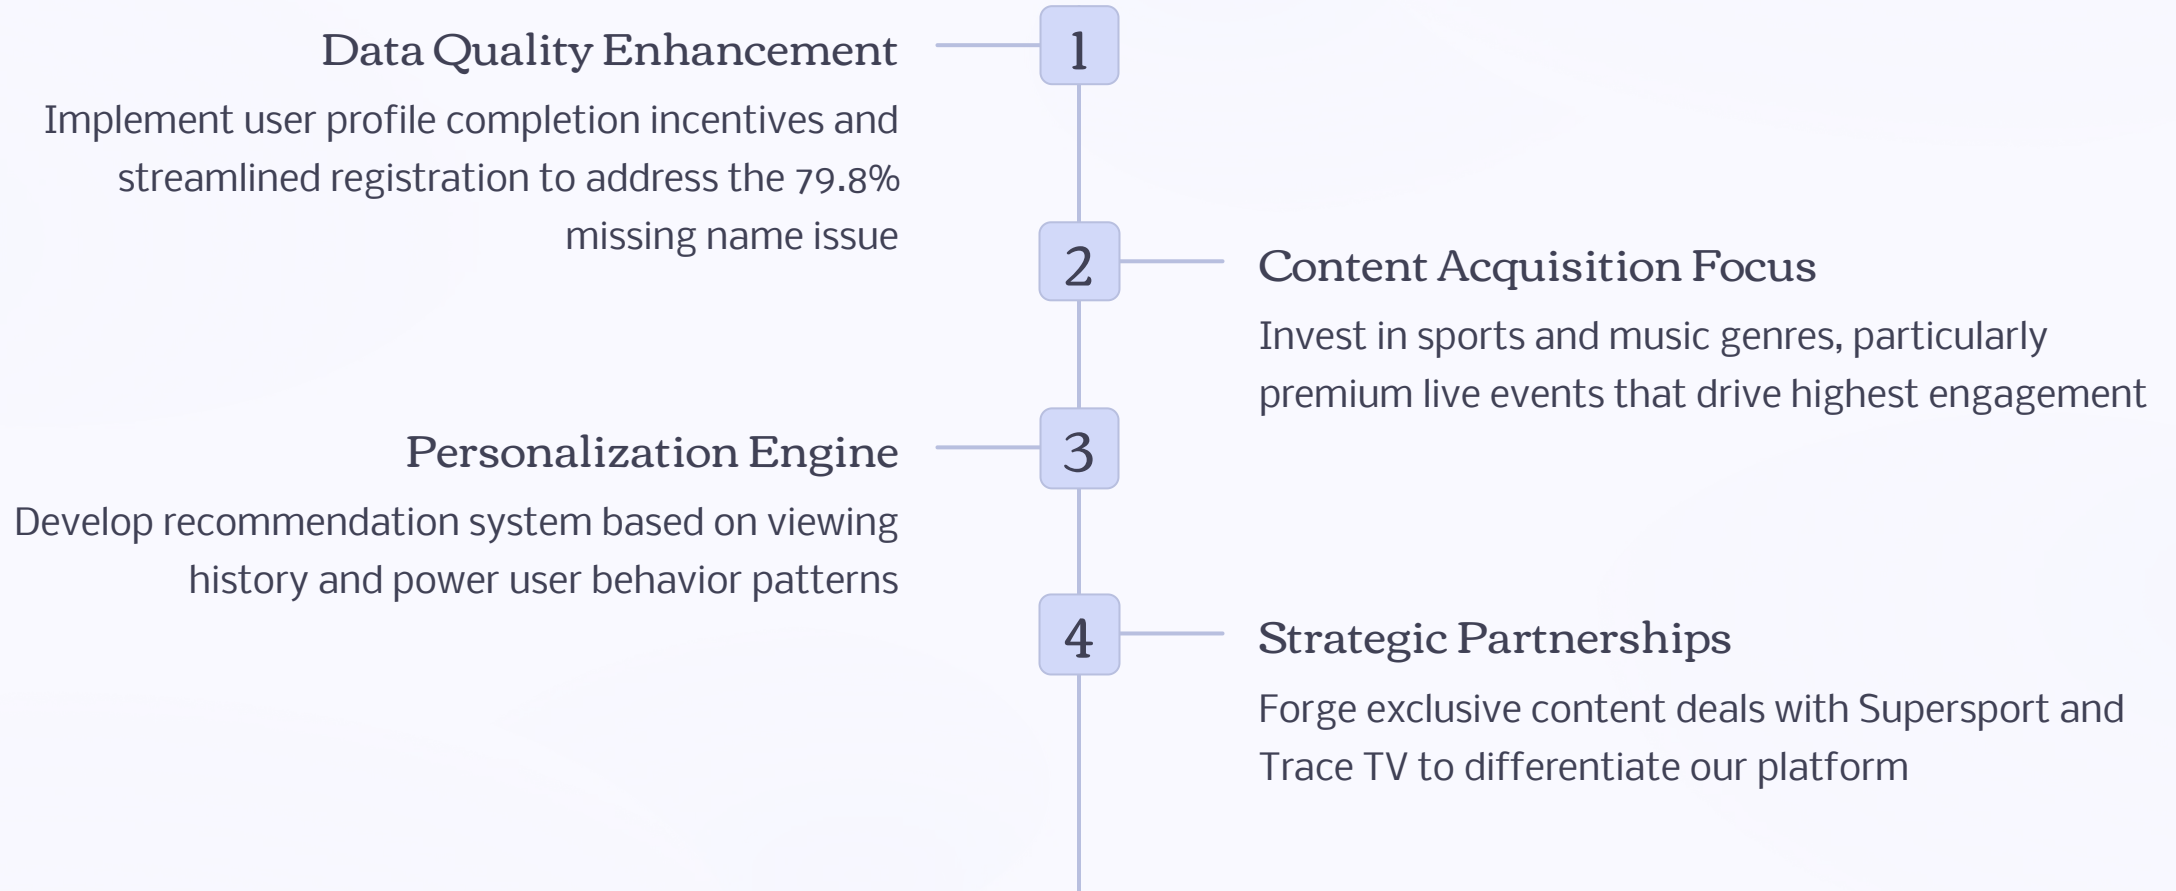 1
Data Quality Enhancement
Implement user profile completion incentives and
streamlined registration to address the 79.8%
missing name issue
2
Content Acquisition Focus
Invest in sports and music genres, particularly
premium live events that drive highest engagement
3
Personalization Engine
Develop recommendation system based on viewing
history and power user behavior patterns
4
Strategic Partnerships
Forge exclusive content deals with Supersport and
Trace TV to differentiate our platform